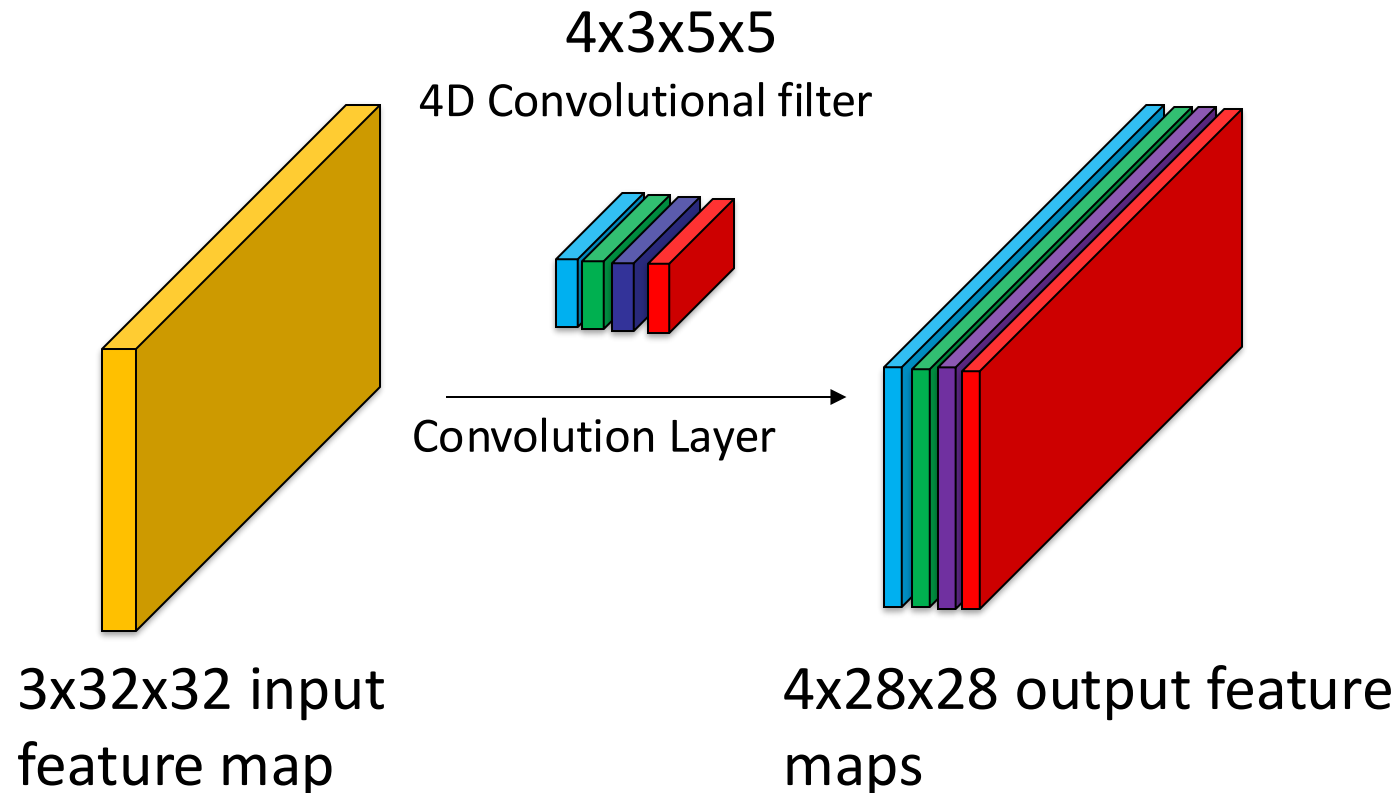 4x3x5x5
4D Convolutional filter
Convolution Layer
3x32x32 input
feature map
4x28x28 output feature
maps